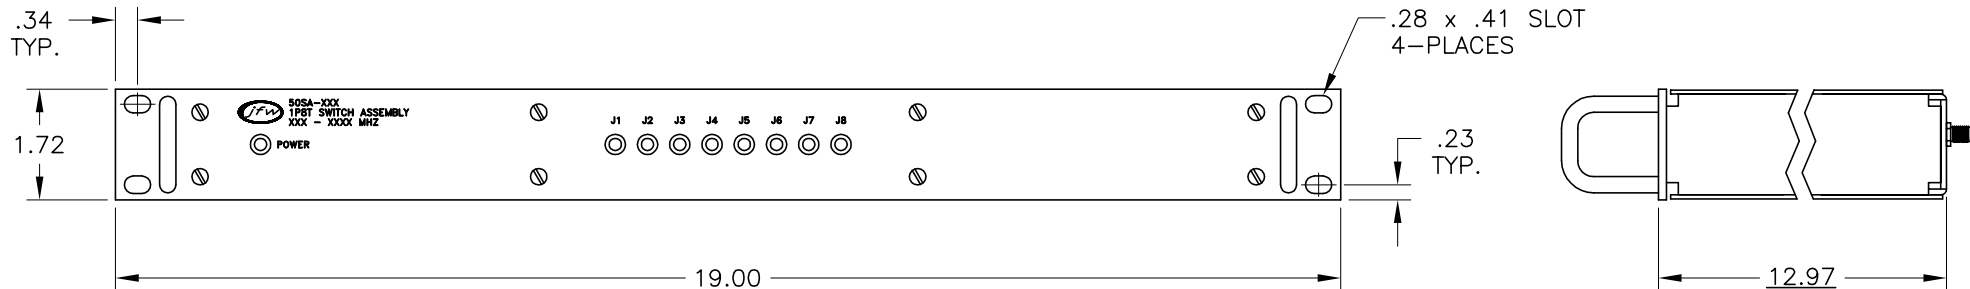 .34
TYP.
.28 x .41 SLOT
4-PLACES
jfw
50SA-XXX
1P8T SWITCH ASSEMBLY
XXX - XXXX MHZ
POWER
J1 J2 J3 J4 J5 J6 J7 J8
1.72
.23
TYP.
19.00
12.97